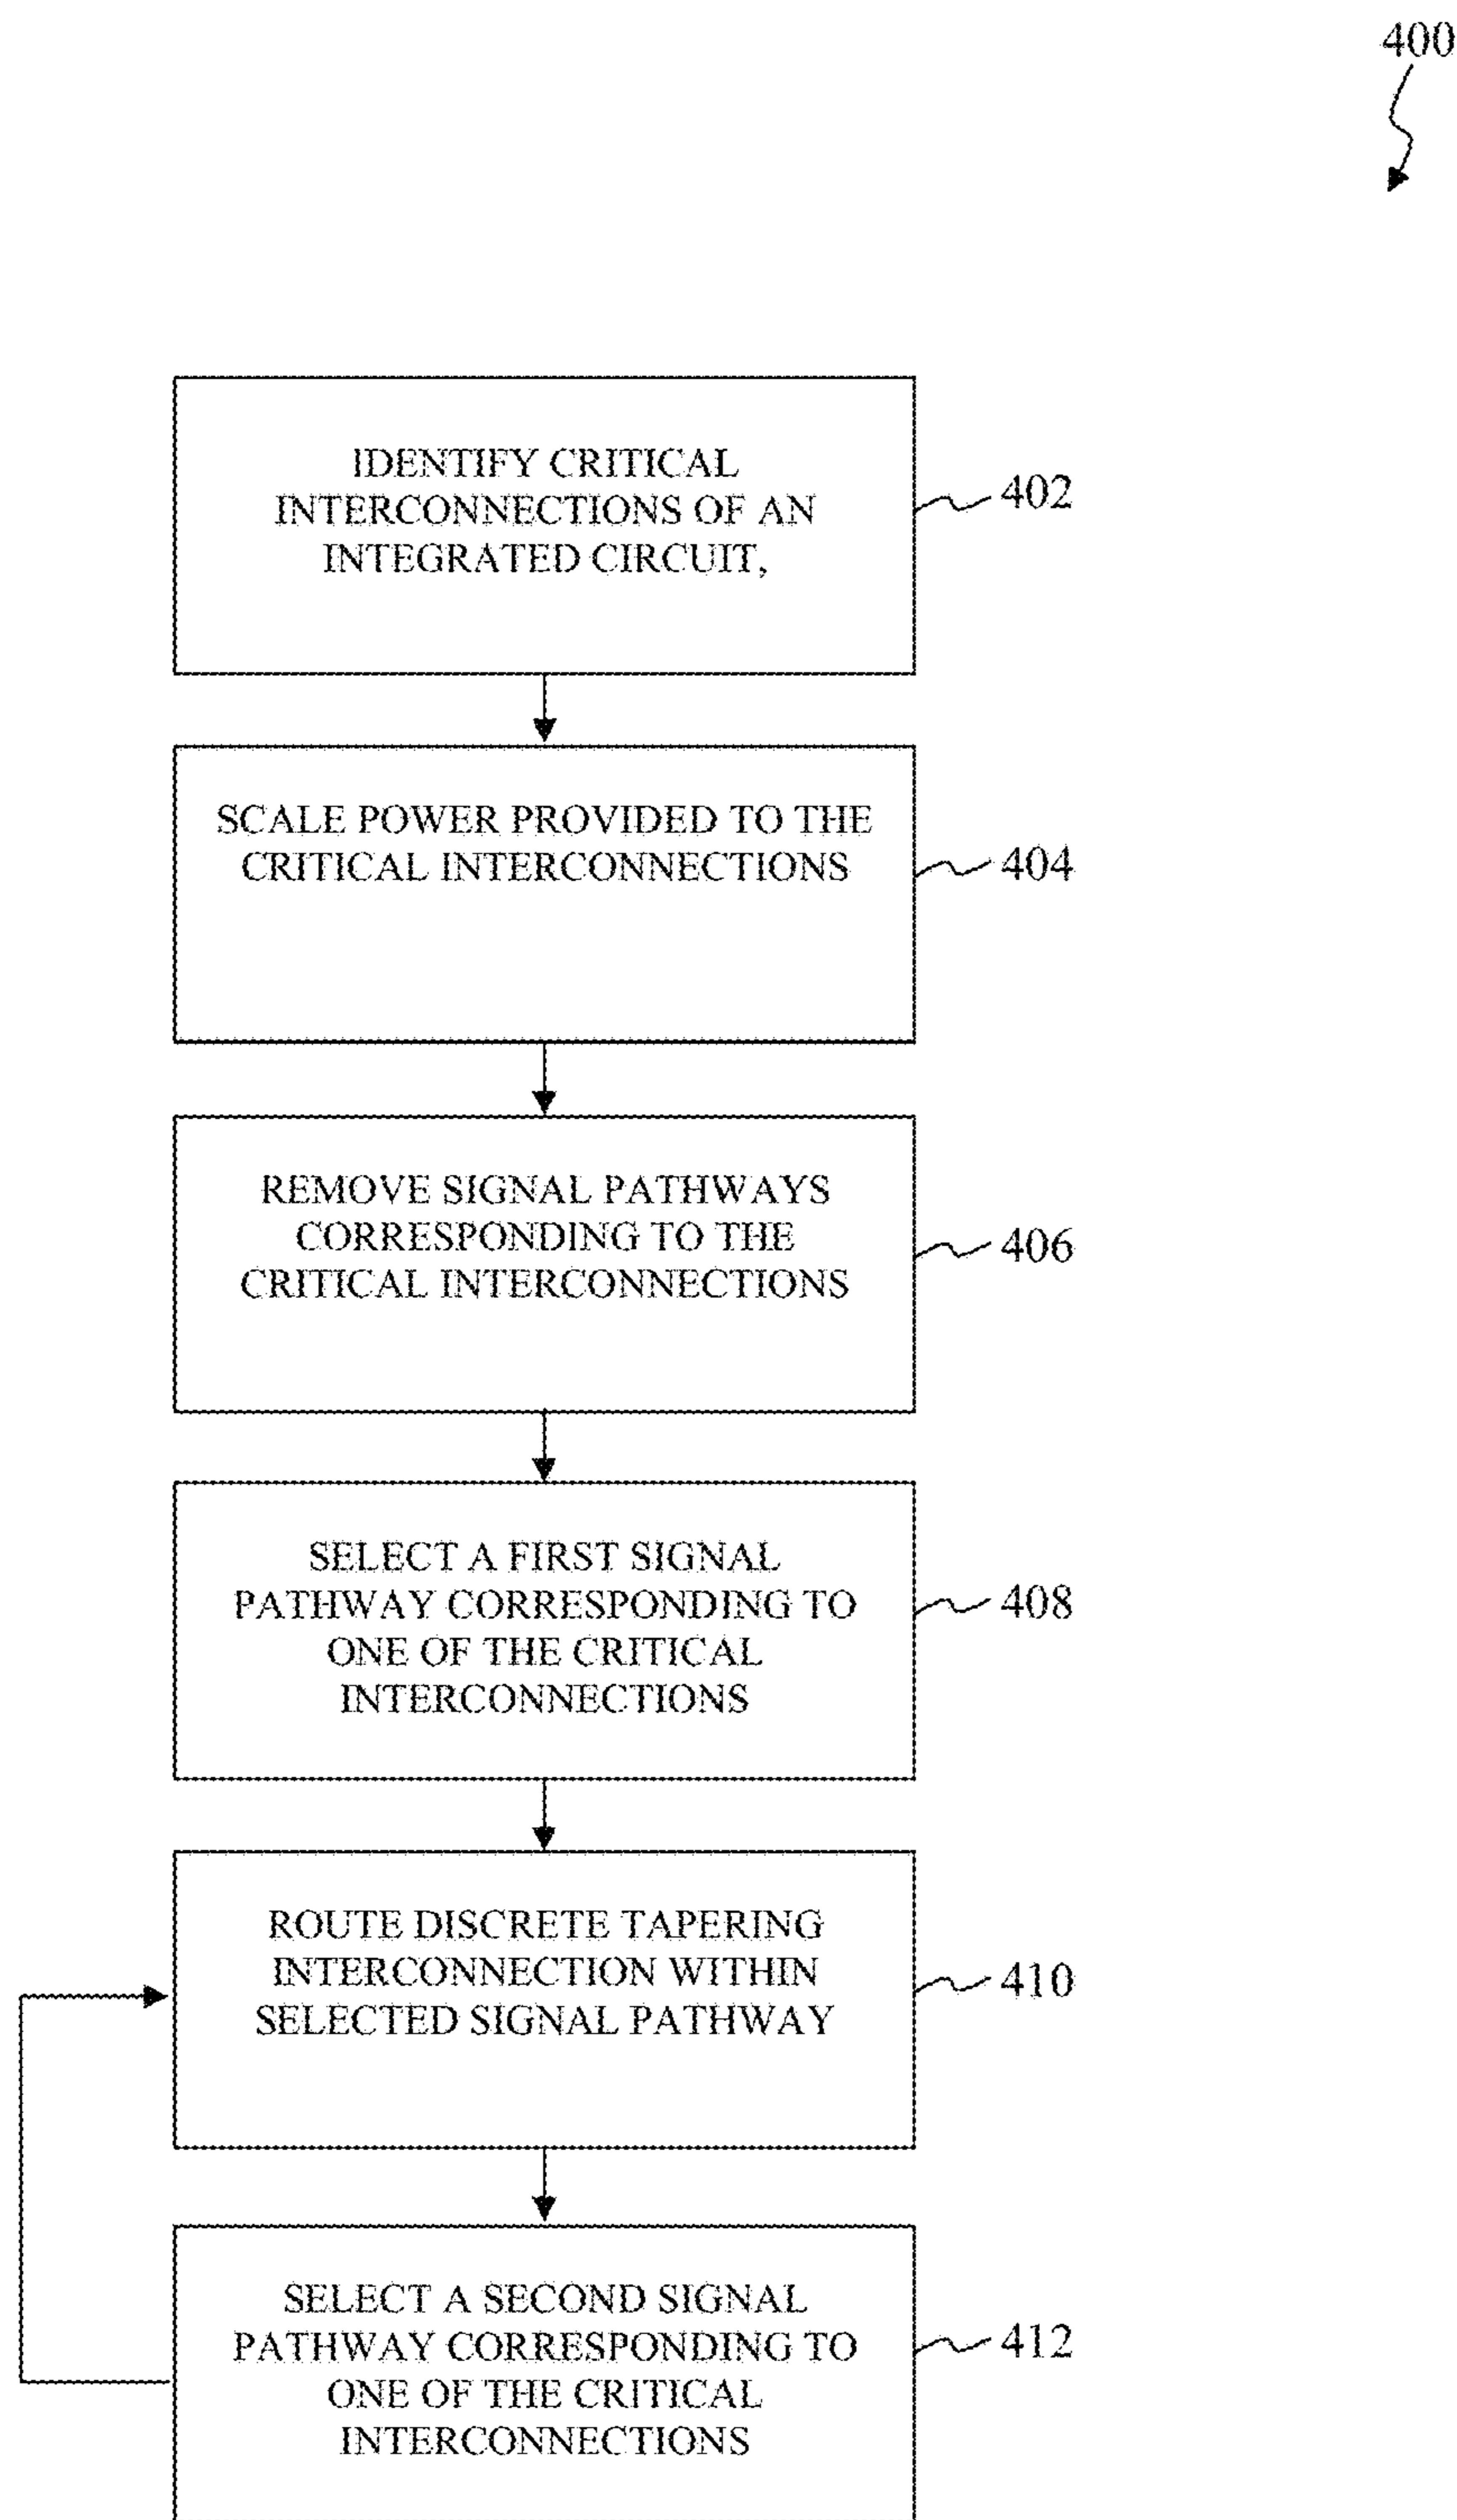 400
IDENTIFY CRITICAL
INTERCONNECTIONS OF AN
INTEGRATED CIRCUIT,
402
SCALE POWER PROVIDED TO THE
CRITICAL INTERCONNECTIONS
404
REMOVE SIGNAL PATHWAYS
CORRESPONDING TO THE
CRITICAL INTERCONNECTIONS
406
SELECT A FIRST SIGNAL
PATHWAY CORRESPONDING TO
ONE OF THE CRITICAL
INTERCONNECTIONS
408
ROUTE DISCRETE TAPERING
INTERCONNECTION WITHIN
SELECTED SIGNAL PATHWAY
410
SELECT A SECOND SIGNAL
PATHWAY CORRESPONDING TO
ONE OF THE CRITICAL
INTERCONNECTIONS
412